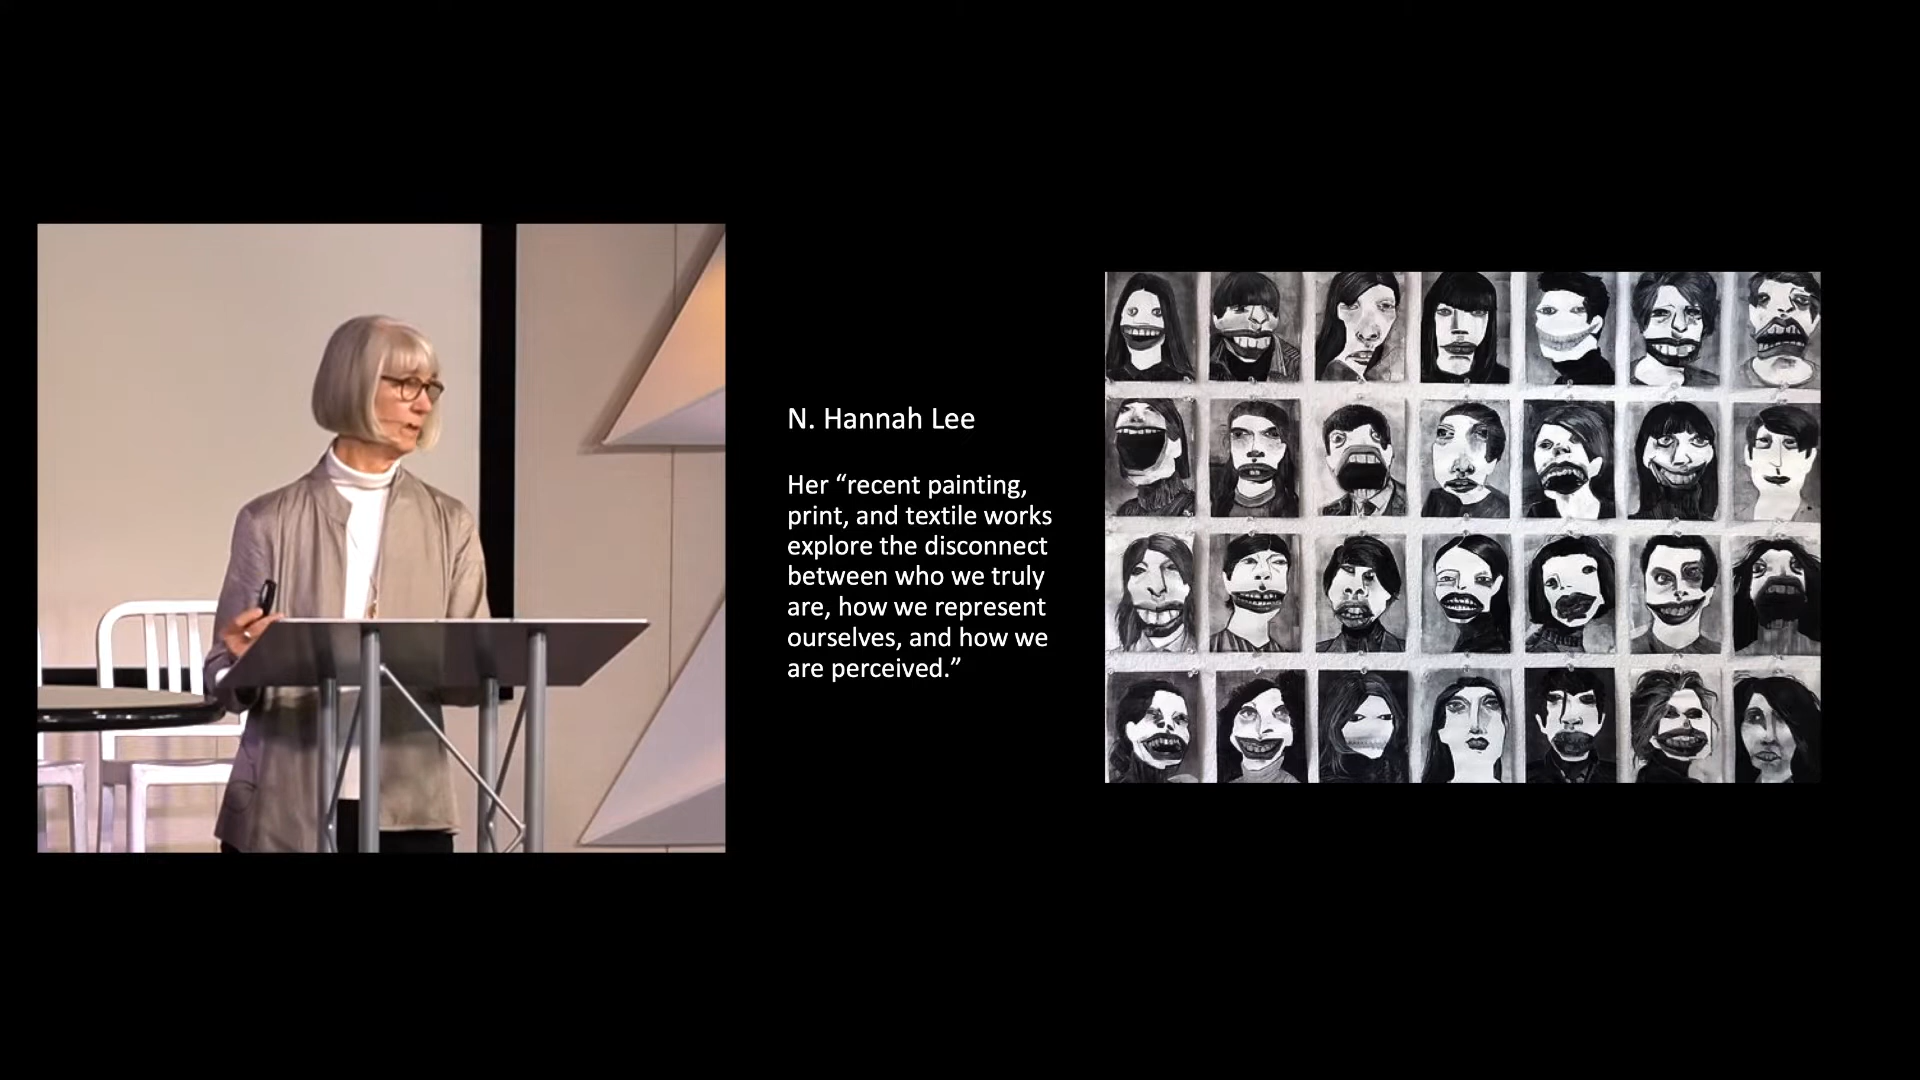 N. Hannah Lee
Her “recent painting,
print, and textile works
explore the disconnect
between who we truly
are, how we represent
ourselves, and how we
are perceived.”